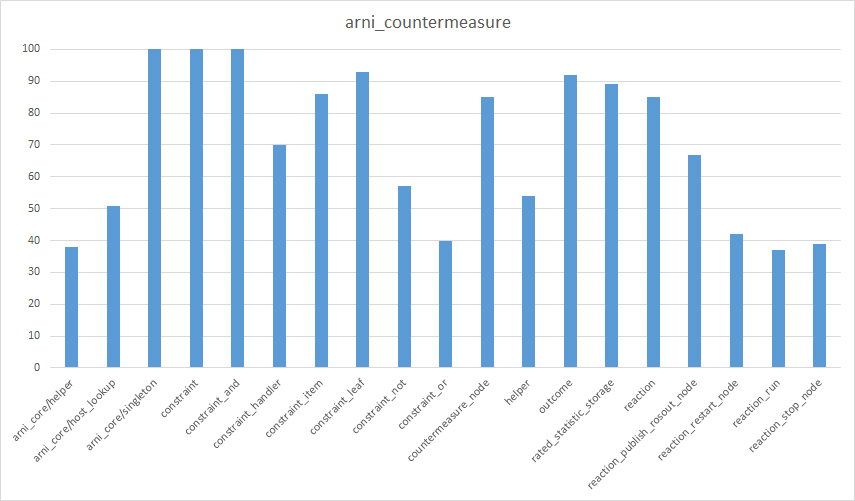 arni_countermeasure
100
90
80
70
60
50
40
30
20
10
0
arni_core/helper
arni_core/host_lookup
arni_core/singleton
constraint
constraint_and
constraint_handler
constraint_item
constraint_leaf
constraint_not
constraint_or
countermeasure_node
helper
outcome
rated_statistic_storage
reaction
reaction_publish_rosout_node
reaction_restart_node
reaction_run
reaction_stop_node